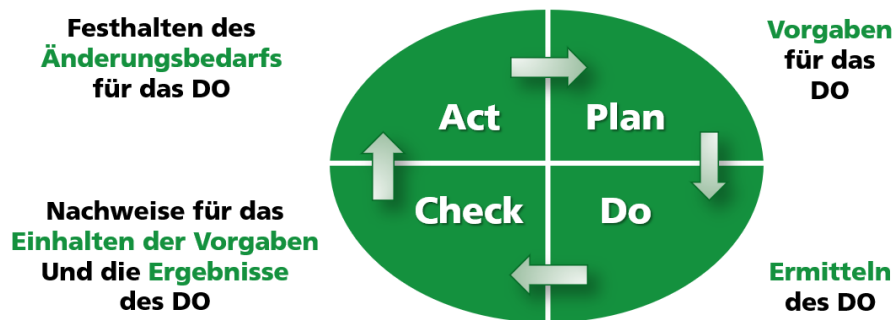 Festhalten des
Änderungsbedarfs
für das DO
Act
Plan
Vorgaben
für das
DO
Nachweise für das
Einhalten der Vorgaben
Und die Ergebnisse
des DO
Check
Do
Ermitteln
des DO